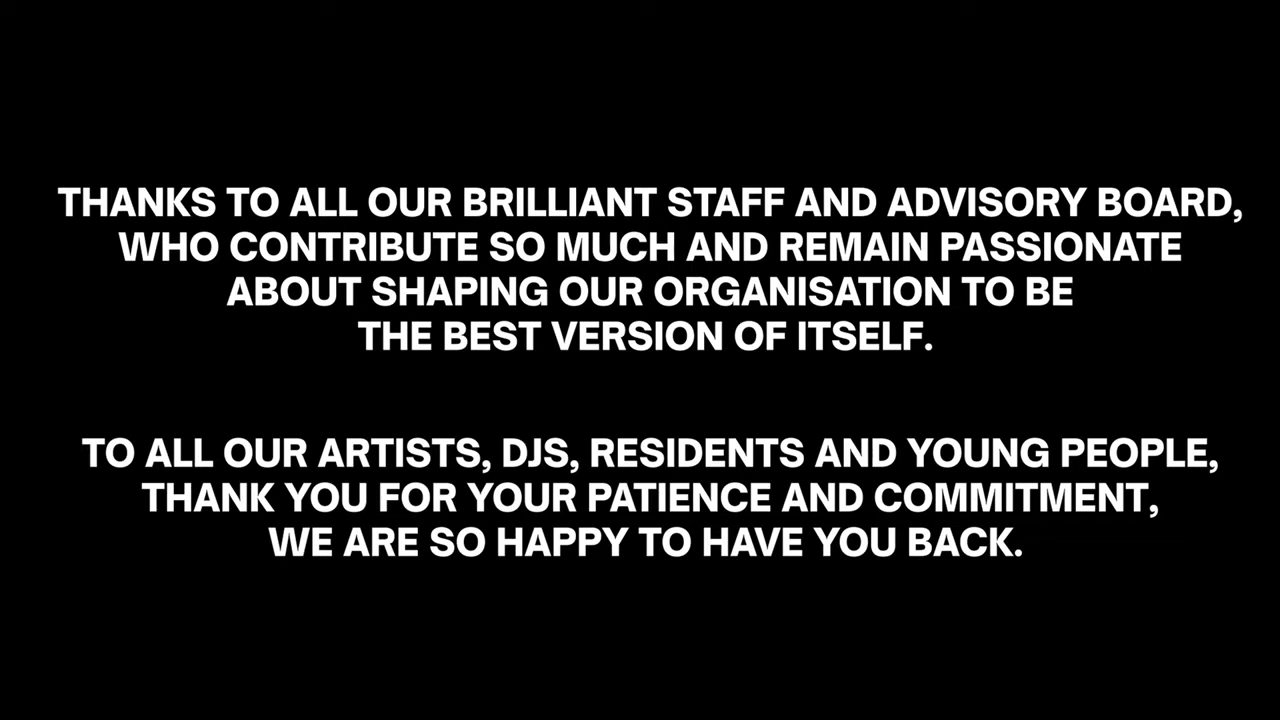 THANKS TO ALL OUR BRILLIANT STAFF AND ADVISORY BOARD,
WHO CONTRIBUTE SO MUCH AND REMAIN PASSIONATE
ABOUT SHAPING OUR ORGANISATION TO BE
THE BEST VERSION OF ITSELF.
TO ALL OUR ARTISTS, DJS, RESIDENTS AND YOUNG PEOPLE,
THANK YOU FOR YOUR PATIENCE AND COMMITMENT,
WE ARE SO HAPPY TO HAVE YOU BACK.